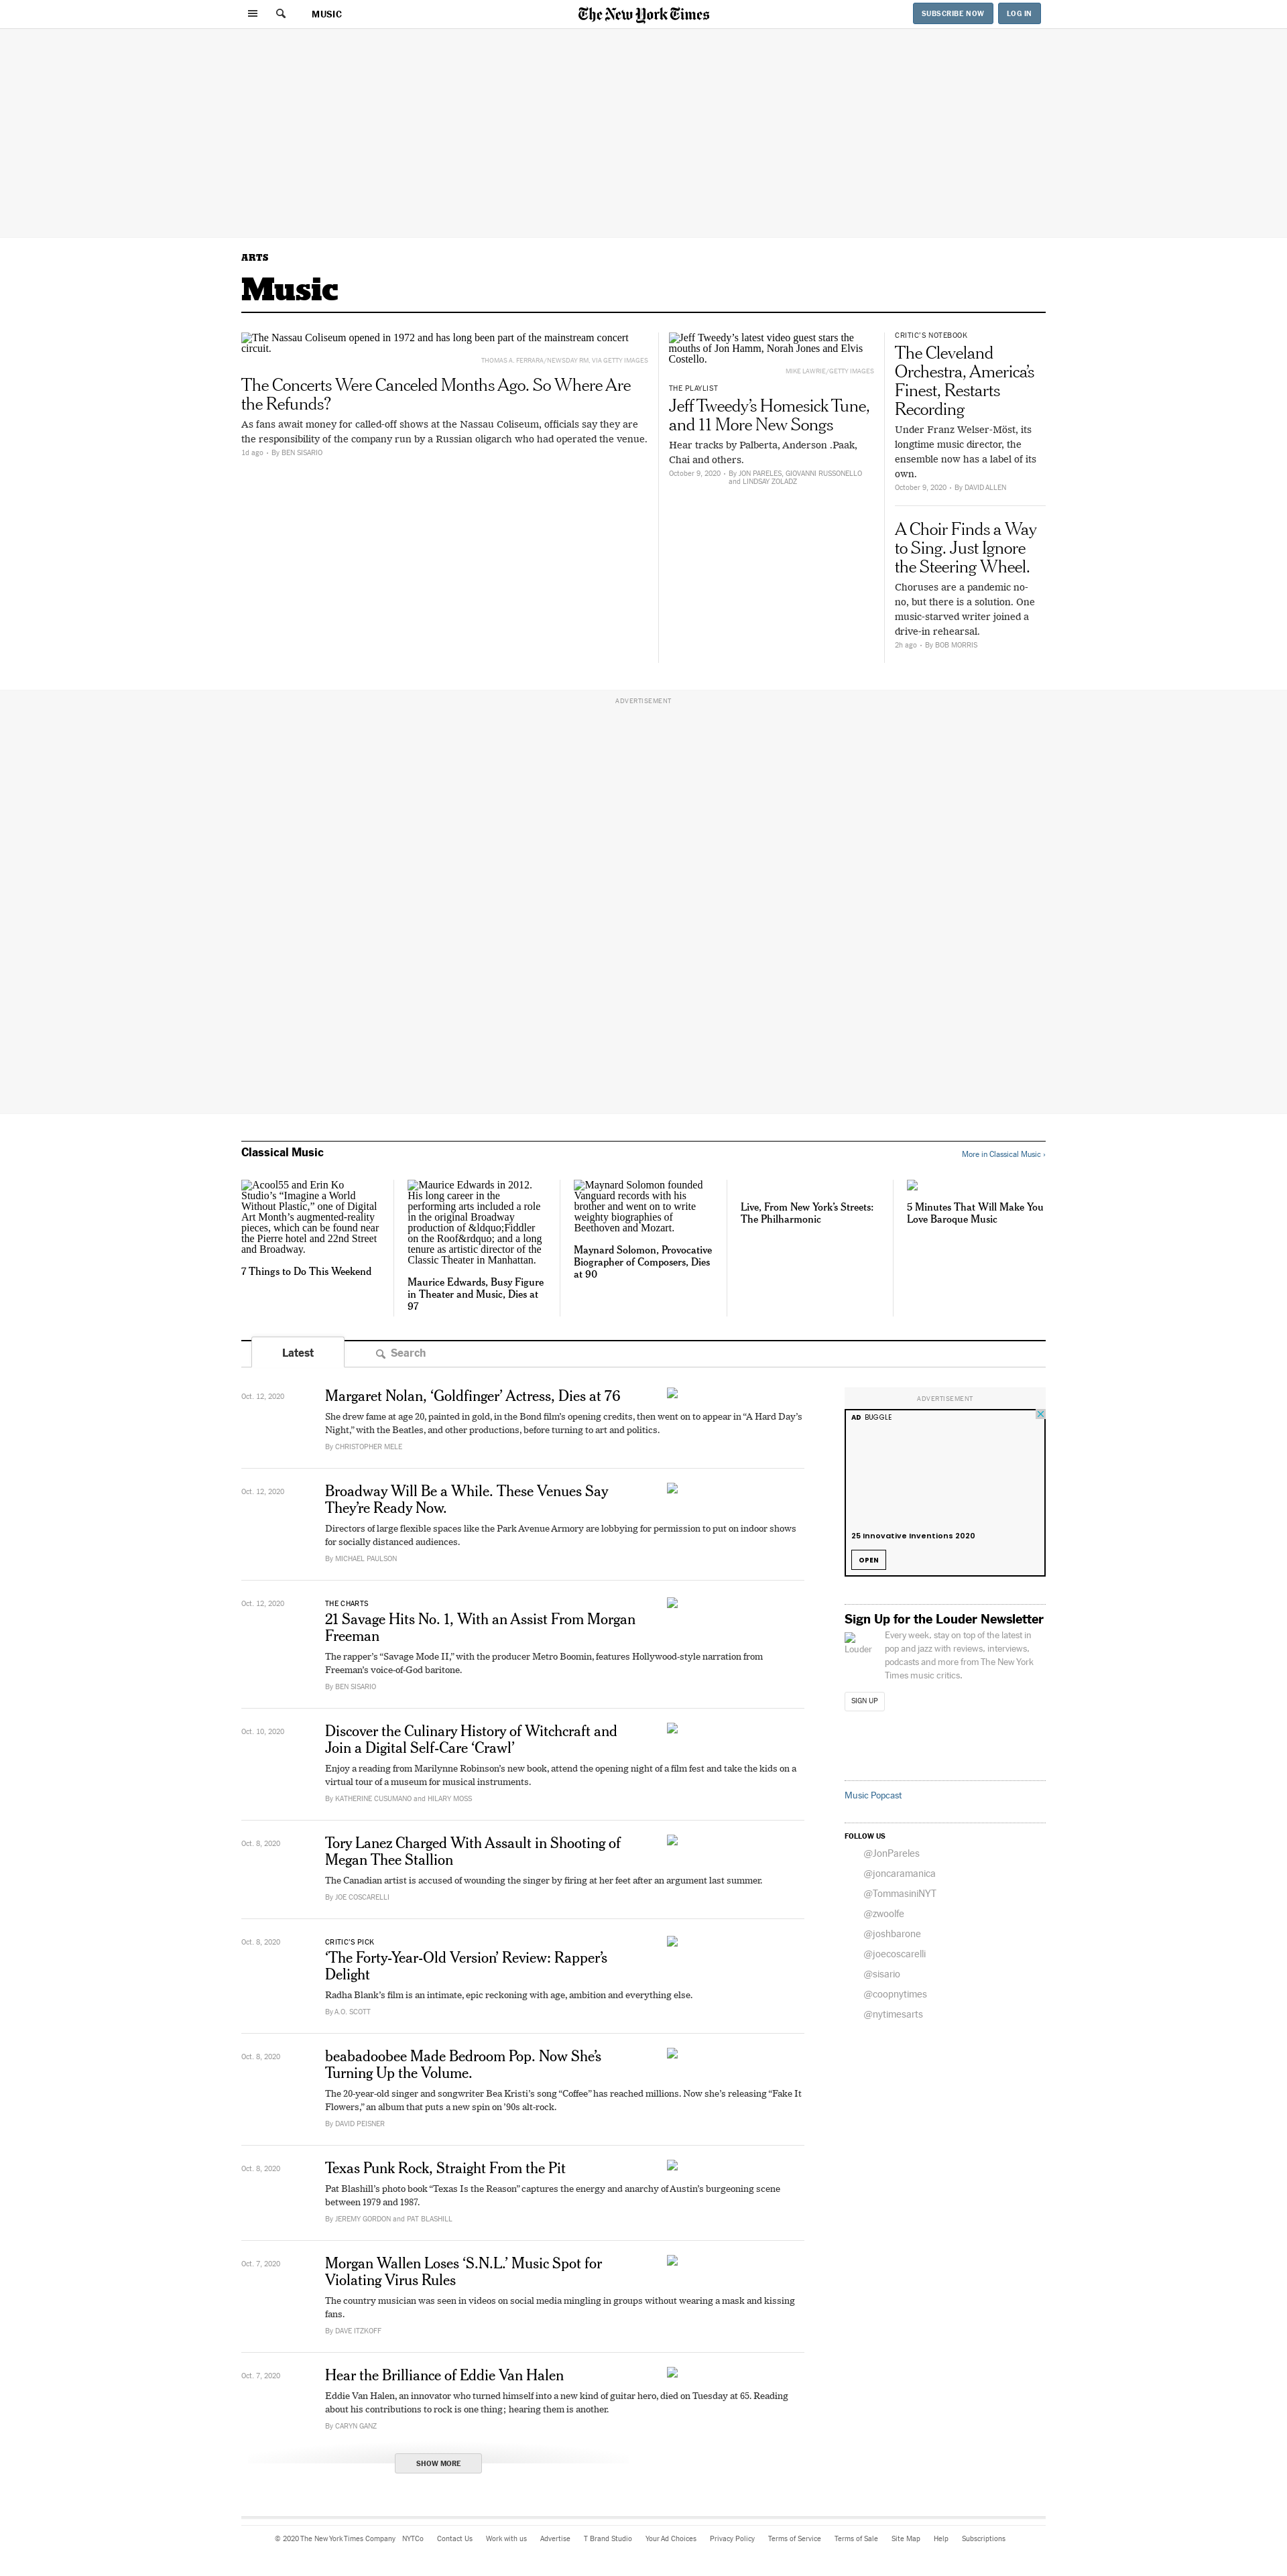 MUSIC
The New York Times
SUBSCRIBE NOW
LOG IN
ARTS
Music
The Nassau Coliseum opened in 1972 and has long been part of the mainstream concert
circuit.
THOMAS A. FERRARA/NEWSDAY RM, VIA GETTY IMAGES
The Concerts Were Canceled Months Ago. So Where Are
the Refunds?
As fans await money for called-off shows at the Nassau Coliseum, officials say they are
the responsibility of the company run by a Russian oligarch who had operated the venue.
1d ago • By BEN SISARIO
Jeff Tweedy’s latest video guest stars the
mouths of Jon Hamm, Norah Jones and Elvis
Costello.
MIKE LAWRIE/GETTY IMAGES
THE PLAYLIST
Jeff Tweedy’s Homesick Tune,
and 11 More New Songs
Hear tracks by Palberta, Anderson .Paak,
Chai and others.
October 9, 2020 • By JON PARELES, GIOVANNI RUSSONELLO
and LINDSAY ZOLADZ
CRITIC’S NOTEBOOK
The Cleveland
Orchestra, America’s
Finest, Restarts
Recording
Under Franz Welser-Möst, its
longtime music director, the
ensemble now has a label of its
own.
October 9, 2020 • By DAVID ALLEN
A Choir Finds a Way
to Sing. Just Ignore
the Steering Wheel.
Choruses are a pandemic no-
no, but there is a solution. One
music-starved writer joined a
drive-in rehearsal.
2h ago • By BOB MORRIS
ADVERTISEMENT
Classical Music
More in Classical Music ›
Acool55 and Erin Ko
Studio’s “Imagine a World
Without Plastic,” one of Digital
Art Month’s augmented-reality
pieces, which can be found near
the Pierre hotel and 22nd Street
and Broadway.
7 Things to Do This Weekend
Maurice Edwards in 2012.
His long career in the
performing arts included a role
in the original Broadway
production of &ldquo;Fiddler
on the Roof&rdquo; and a long
tenure as artistic director of the
Classic Theater in Manhattan.
Maurice Edwards, Busy Figure
in Theater and Music, Dies at
97
Maynard Solomon founded
Vanguard records with his
brother and went on to write
weighty biographies of
Beethoven and Mozart.
Maynard Solomon, Provocative
Biographer of Composers, Dies
at 90
Live, From New York’s Streets:
The Philharmonic
5 Minutes That Will Make You
Love Baroque Music
Latest
Search
Oct. 12, 2020
Margaret Nolan, ‘Goldfinger’ Actress, Dies at 76
She drew fame at age 20, painted in gold, in the Bond film’s opening credits, then went on to appear in “A Hard Day’s
Night,” with the Beatles, and other productions, before turning to art and politics.
By CHRISTOPHER MELE
Oct. 12, 2020
Broadway Will Be a While. These Venues Say
They’re Ready Now.
Directors of large flexible spaces like the Park Avenue Armory are lobbying for permission to put on indoor shows
for socially distanced audiences.
By MICHAEL PAULSON
Oct. 12, 2020
THE CHARTS
21 Savage Hits No. 1, With an Assist From Morgan
Freeman
The rapper’s “Savage Mode II,” with the producer Metro Boomin, features Hollywood-style narration from
Freeman’s voice-of-God baritone.
By BEN SISARIO
Oct. 10, 2020
Discover the Culinary History of Witchcraft and
Join a Digital Self-Care ‘Crawl’
Enjoy a reading from Marilynne Robinson’s new book, attend the opening night of a film fest and take the kids on a
virtual tour of a museum for musical instruments.
By KATHERINE CUSUMANO and HILARY MOSS
Oct. 8, 2020
Tory Lanez Charged With Assault in Shooting of
Megan Thee Stallion
The Canadian artist is accused of wounding the singer by firing at her feet after an argument last summer.
By JOE COSCARELLI
Oct. 8, 2020
CRITIC’S PICK
‘The Forty-Year-Old Version’ Review: Rapper’s
Delight
Radha Blank’s film is an intimate, epic reckoning with age, ambition and everything else.
By A.O. SCOTT
Oct. 8, 2020
beabadoobee Made Bedroom Pop. Now She’s
Turning Up the Volume.
The 20-year-old singer and songwriter Bea Kristi’s song “Coffee” has reached millions. Now she’s releasing “Fake It
Flowers,” an album that puts a new spin on ’90s alt-rock.
By DAVID PEISNER
Oct. 8, 2020
Texas Punk Rock, Straight From the Pit
Pat Blashill’s photo book “Texas Is the Reason” captures the energy and anarchy of Austin’s burgeoning scene
between 1979 and 1987.
By JEREMY GORDON and PAT BLASHILL
Oct. 7, 2020
Morgan Wallen Loses ‘S.N.L.’ Music Spot for
Violating Virus Rules
The country musician was seen in videos on social media mingling in groups without wearing a mask and kissing
fans.
By DAVE ITZKOFF
Oct. 7, 2020
Hear the Brilliance of Eddie Van Halen
Eddie Van Halen, an innovator who turned himself into a new kind of guitar hero, died on Tuesday at 65. Reading
about his contributions to rock is one thing; hearing them is another.
By CARYN GANZ
SHOW MORE
ADVERTISEMENT
AD BUGGLE
25 Innovative Inventions 2020
OPEN
Sign Up for the Louder Newsletter
Louder
Every week, stay on top of the latest in
pop and jazz with reviews, interviews,
podcasts and more from The New York
Times music critics.
SIGN UP
Music Popcast
FOLLOW US
@JonPareles
@joncaramanica
@TommasiniNYT
@zwoolfe
@joshbarone
@joecoscarelli
@sisario
@coopnytimes
@nytimesarts
© 2020 The New York Times Company NYTCo Contact Us Work with us Advertise T Brand Studio Your Ad Choices Privacy Policy Terms of Service Terms of Sale Site Map Help Subscriptions